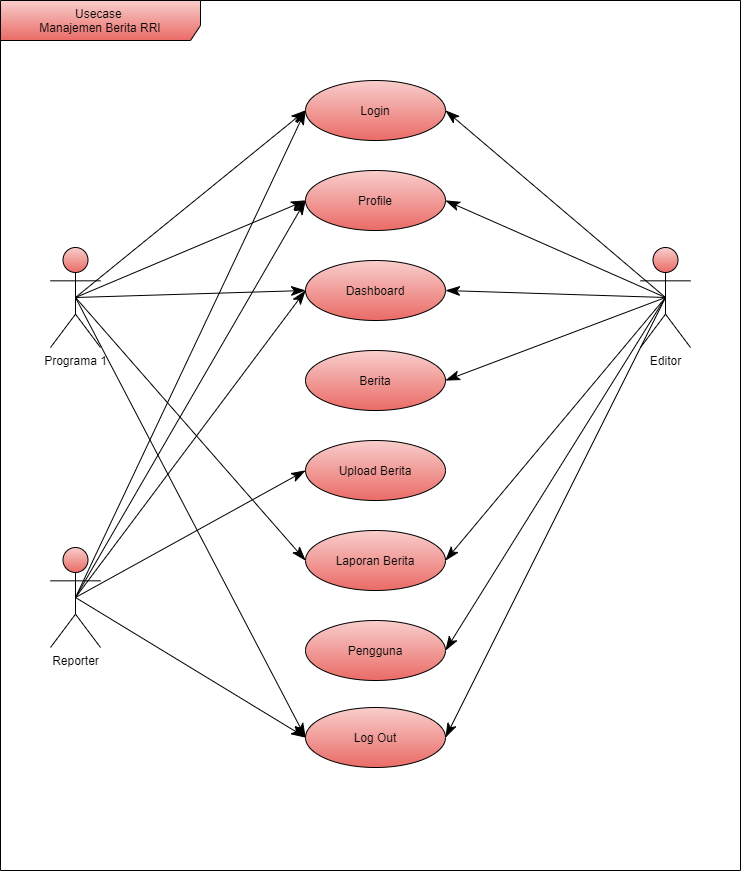 Usecase
Manajemen Berita RRI
Login
Profile
Dashboard
Programa 1
Editor
Berita
Upload Berita
Laporan Berita
Pengguna
Reporter
Log Out